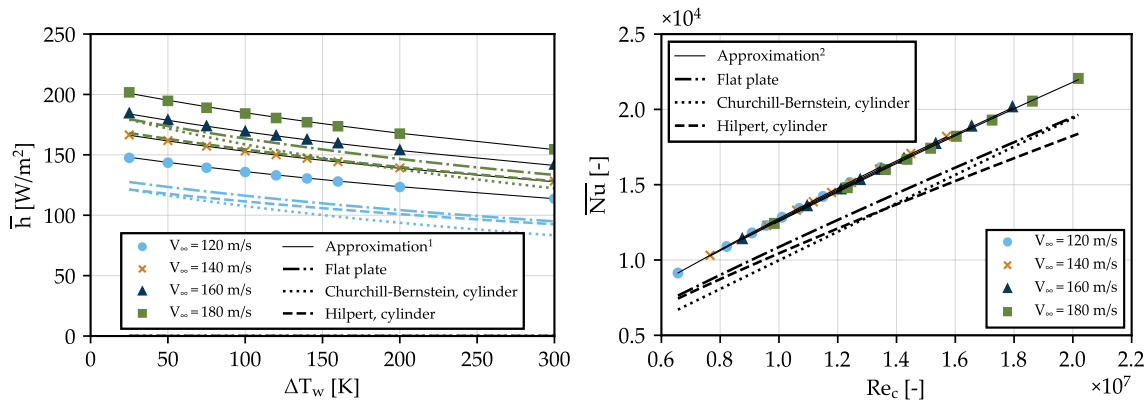 250
200
150
100
50
0
h̅ [W/m²]
0
50
100
150
200
250
300
ΔT_w [K]
V∞ = 120 m/s
V∞ = 140 m/s
V∞ = 160 m/s
V∞ = 180 m/s
Approximation¹
Flat plate
Churchill-Bernstein, cylinder
Hilpert, cylinder
×10⁴
2.5
2.0
1.5
1.0
0.5
N̅u̅ [-]
0.6
0.8
1.0
1.2
1.4
1.6
1.8
2.0
2.2
×10⁷
Re_c [-]
Approximation²
Flat plate
Churchill-Bernstein, cylinder
Hilpert, cylinder
V∞ = 120 m/s
V∞ = 140 m/s
V∞ = 160 m/s
V∞ = 180 m/s